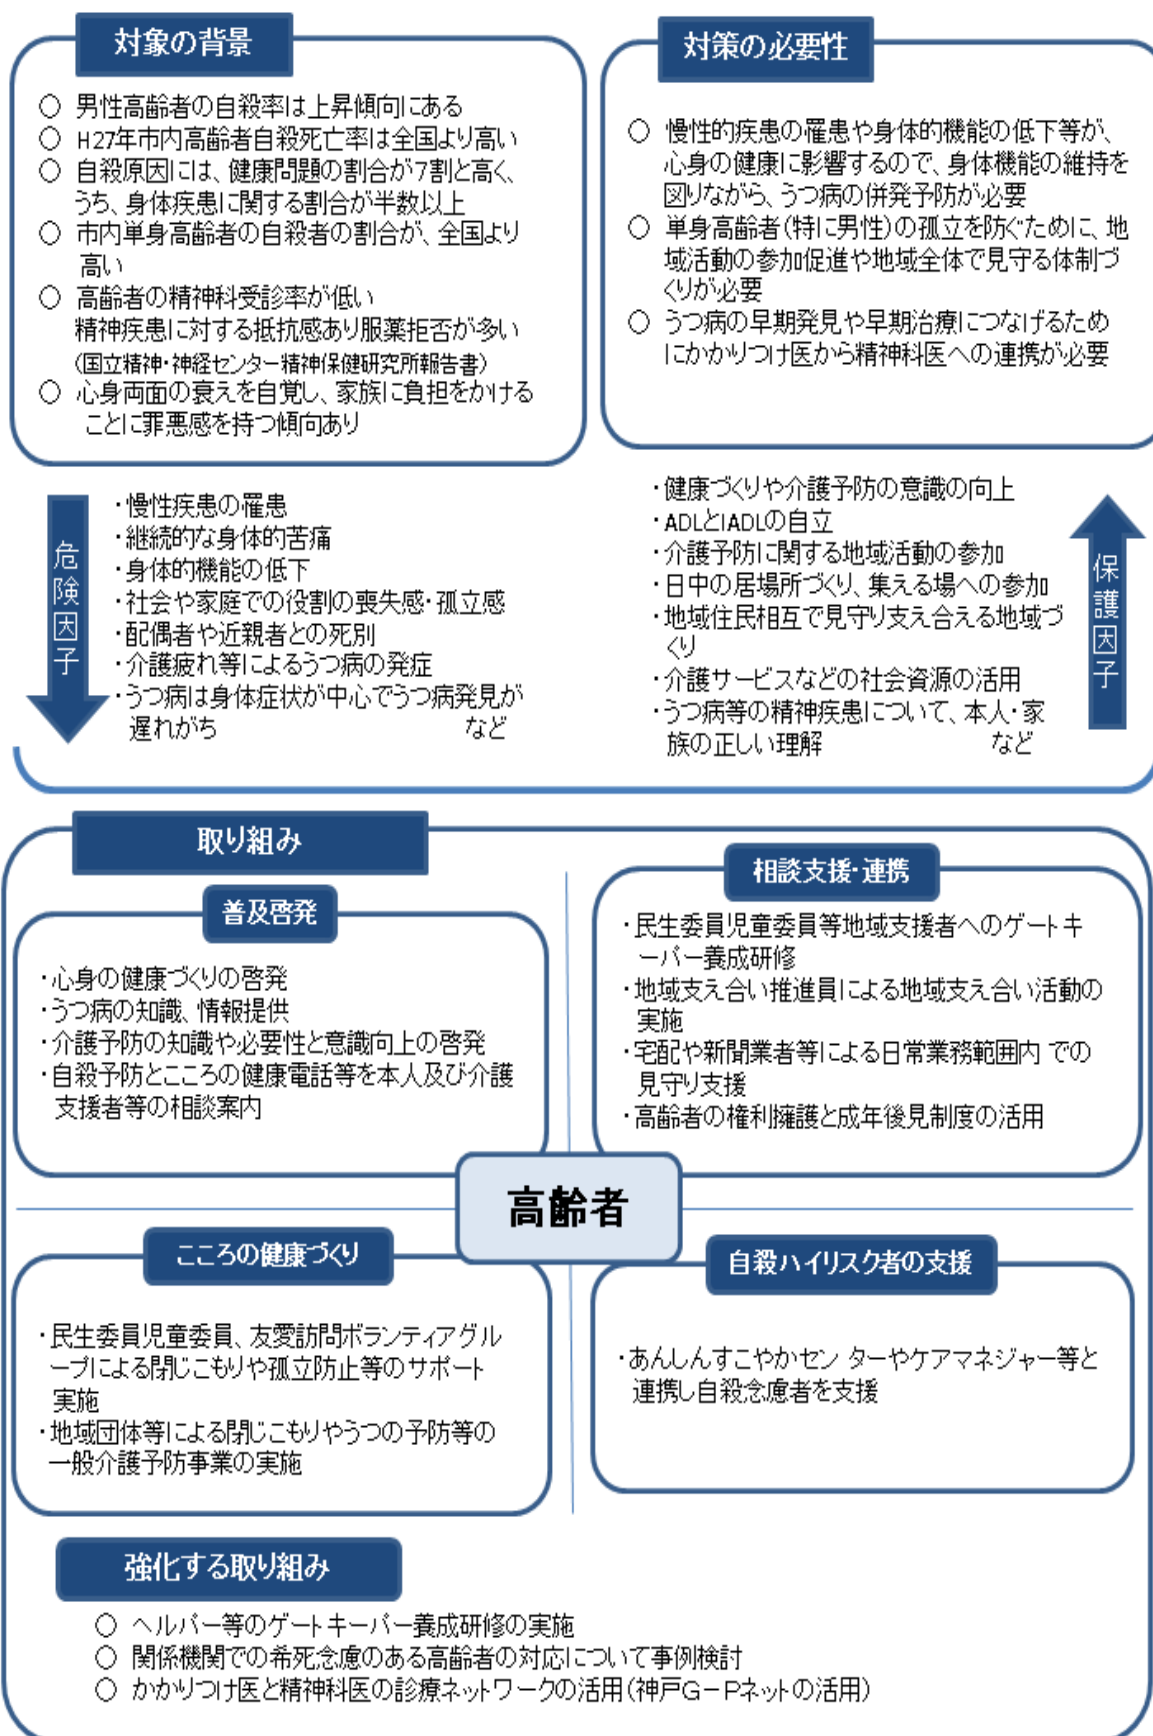 対象の背景
○ 男性高齢者の自殺率は上昇傾向にある
○ H27年市内高齢者自殺死亡率は全国より高い
○ 自殺原因には、健康問題の割合が7割と高く、
うち、身体疾患に関する割合が半数以上
○ 市内単身高齢者の自殺者の割合が、全国より
高い
○ 高齢者の精神科受診率が低い
精神疾患に対する抵抗感あり服薬拒否が多い
(国立精神・神経センター精神保健研究所報告書)
○ 心身両面の衰えを自覚し、家族に負担をかける
ことに罪悪感を持つ傾向あり
対策の必要性
○ 慢性的疾患の罹患や身体的機能の低下等が、
心身の健康に影響するので、身体機能の維持を
図りながら、うつ病の併発予防が必要
○ 単身高齢者(特に男性)の孤立を防ぐために、地
域活動の参加促進や地域全体で見守る体制づ
くりが必要
○ うつ病の早期発見や早期治療につなげるため
にかかりつけ医から精神科医への連携が必要
危険因子
・慢性疾患の罹患
・継続的な身体的苦痛
・身体的機能の低下
・社会や家庭での役割の喪失感・孤立感
・配偶者や近親者との死別
・介護疲れ等によるうつ病の発症
・うつ病は身体症状が中心でうつ病発見が
遅れがち など
・健康づくりや介護予防の意識の向上
・ADLとIADLの自立
・介護予防に関する地域活動の参加
・日中の居場所づくり、集える場への参加
・地域住民相互で見守り支え合える地域づ
くり
・介護サービスなどの社会資源の活用
・うつ病等の精神疾患について、本人・家
族の正しい理解 など
保護因子
取り組み
普及啓発
・心身の健康づくりの啓発
・うつ病の知識、情報提供
・介護予防の知識や必要性と意識向上の啓発
・自殺予防とこころの健康電話等を本人及び介護
支援者等の相談案内
相談支援・連携
・民生委員児童委員等地域支援者へのゲートキ
ーパー養成研修
・地域支え合い推進員による地域支え合い活動の
実施
・宅配や新聞業者等による日常業務範囲内 での
見守り支援
・高齢者の権利擁護と成年後見制度の活用
高齢者
こころの健康づくり
・民生委員児童委員、友愛訪問ボランティアグル
ープによる閉じこもりや孤立防止等のサポート
実施
・地域団体等による閉じこもりやうつの予防等の
一般介護予防事業の実施
自殺ハイリスク者の支援
・あんしんすこやかセン ターやケアマネジャー等と
連携し自殺念慮者を支援
強化する取り組み
○ ヘルパー等のゲートキーパー養成研修の実施
○ 関係機関での希死念慮のある高齢者の対応について事例検討
○ かかりつけ医と精神科医の診療ネットワークの活用(神戸G-Pネットの活用)